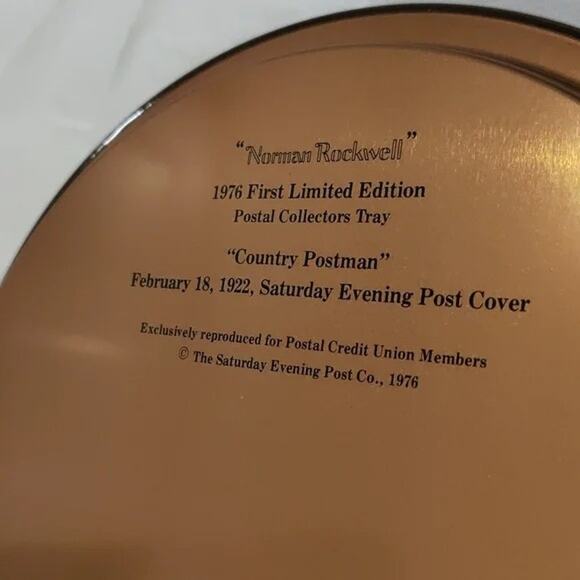 “Norman Rockwell”
1976 First Limited Edition
Postal Collectors Tray
“Country Postman”
February 18, 1922, Saturday Evening Post Cover
Exclusively reproduced for Postal Credit Union Members
© The Saturday Evening Post Co., 1976